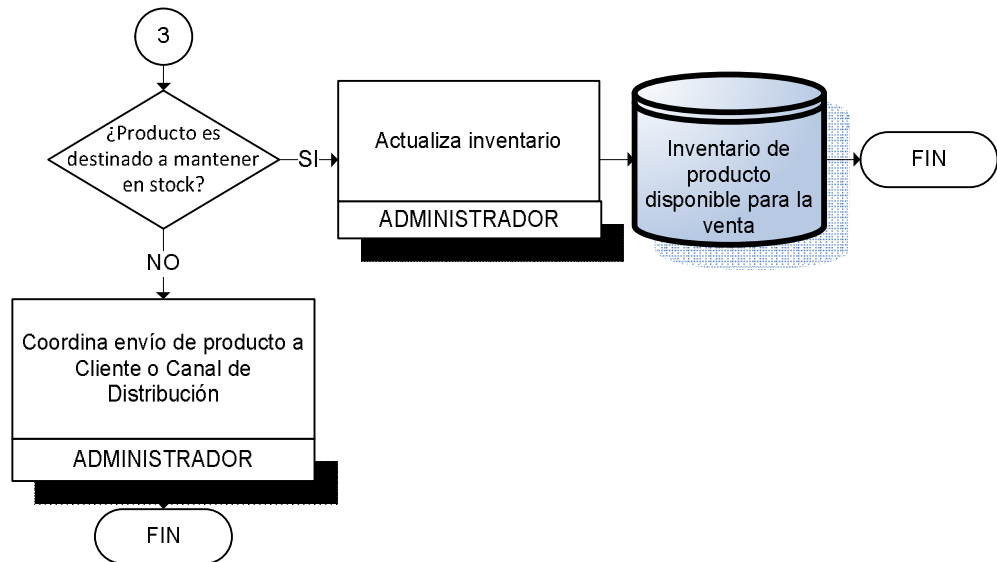 3
¿Producto es
destinado a mantener
en stock?
SI
Actualiza inventario
ADMINISTRADOR
Inventario de
producto
disponible para la
venta
FIN
NO
Coordina envío de producto a
Cliente o Canal de
Distribución
ADMINISTRADOR
FIN